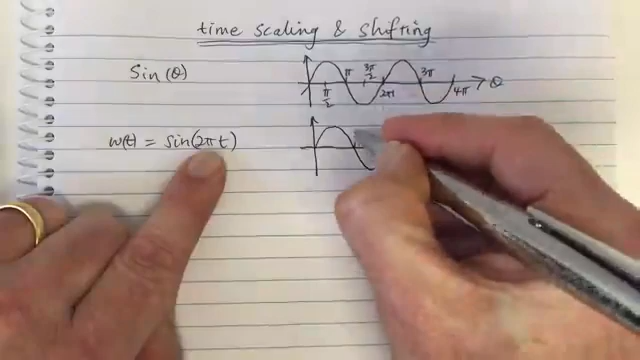 time scaling & shifting
Sin(θ)
π
3π/2
3π
θ
π/2
2π
4π
w(t) = sin(2πt)